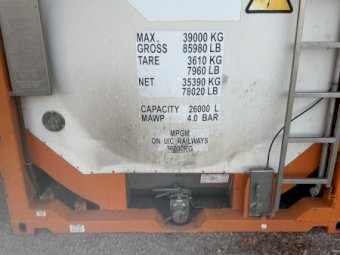 MAX. 39000 KG
GROSS 85980 LB
TARE 3610 KG
7960 LB
NET 35390 KG
78020 LB
CAPACITY 26000 L
MAWP 4.0 BAR
MPGM
ON UIC RAILWAYS
36000KG